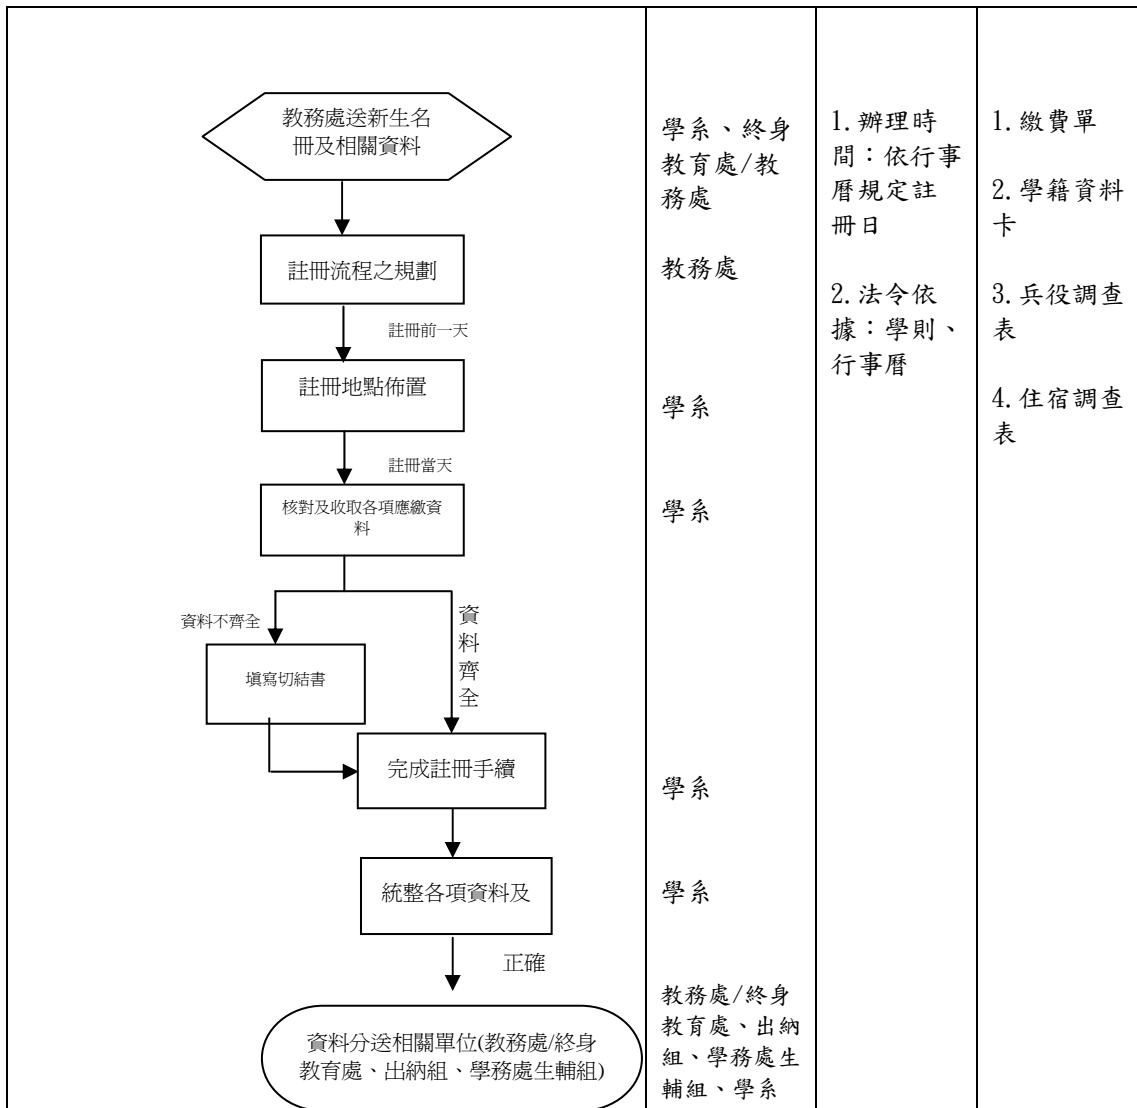 教務處送新生名
冊及相關資料
註冊流程之規劃
註冊前一天
註冊地點佈置
註冊當天
核對及收取各項應繳資
料
資料不齊全
資
料
齊
全
填寫切結書
完成註冊手續
統整各項資料及
正確
資料分送相關單位(教務處/終身
教育處、出納組、學務處生輔組)
學系、終身
教育處/教
務處
教務處
學系
學系
學系
學系
教務處/終身
教育處、出納
組、學務處生
輔組、學系
1.辦理時
間：依行事
曆規定註
冊日
2.法令依
據：學則、
行事曆
1.繳費單
2.學籍資料
卡
3.兵役調查
表
4.住宿調查
表